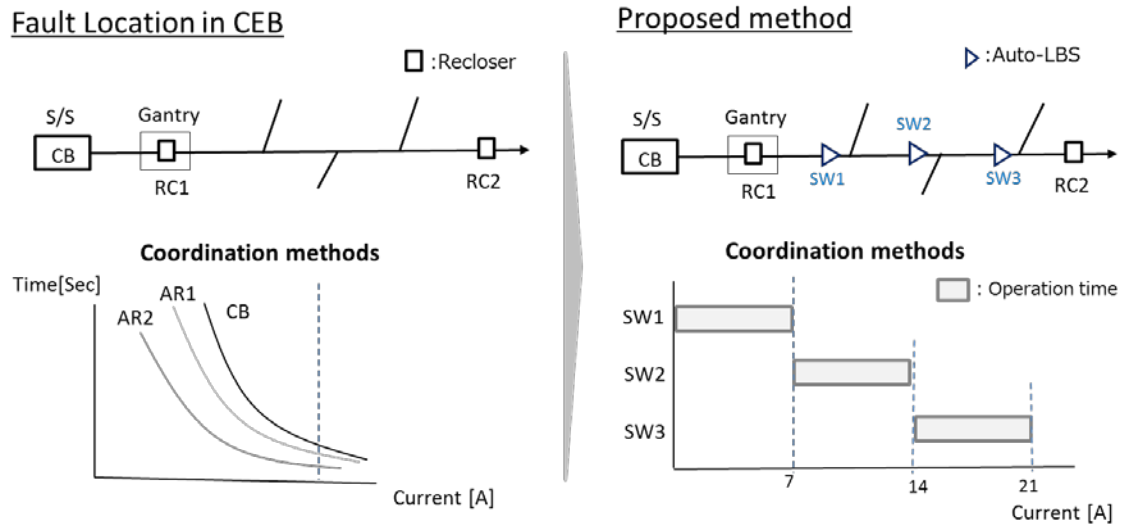 Fault Location in CEB
:Recloser
S/S
Gantry
CB
RC1
RC2
Coordination methods
Time[Sec]
AR1
AR2
CB
Current [A]
Proposed method
:Auto-LBS
S/S
Gantry
SW2
CB
RC1
SW1
SW3
RC2
Coordination methods
: Operation time
SW1
SW2
SW3
7
14
21
Current [A]